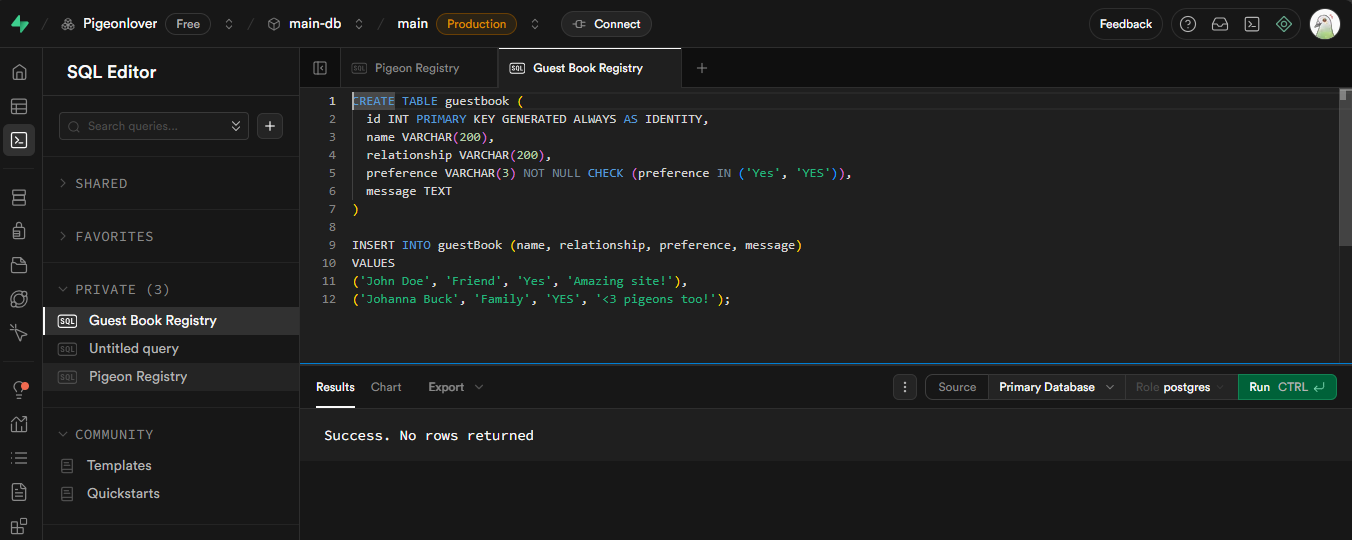 Pigeonlover Free main-db main Production Connect Feedback
SQL Editor
Search queries...
SHARED
FAVORITES
PRIVATE (3)
SQL Guest Book Registry
SQL Untitled query
SQL Pigeon Registry
COMMUNITY
Templates
Quickstarts
SQL Pigeon Registry SQL Guest Book Registry
1 CREATE TABLE guestbook (
2 id INT PRIMARY KEY GENERATED ALWAYS AS IDENTITY,
3 name VARCHAR(200),
4 relationship VARCHAR(200),
5 preference VARCHAR(3) NOT NULL CHECK (preference IN ('Yes', 'YES')),
6 message TEXT
7 )
8
9 INSERT INTO guestBook (name, relationship, preference, message)
10 VALUES
11 ('John Doe', 'Friend', 'Yes', 'Amazing site!'),
12 ('Johanna Buck', 'Family', 'YES', '<3 pigeons too!');
Results Chart Export Source Primary Database Role postgres Run CTRL
Success. No rows returned